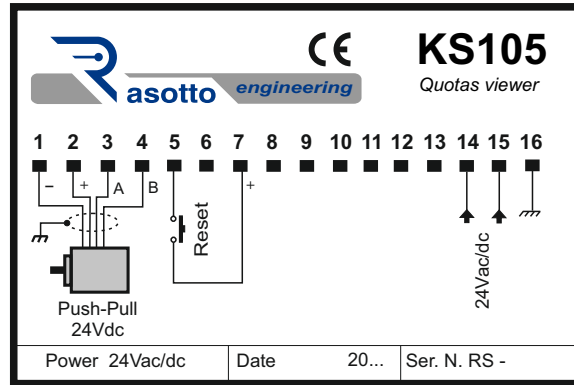 Rasotto engineering
CE
KS105
Quotas viewer
1 2 3 4 5 6 7 8 9 10 11 12 13 14 15 16
- + A B +
Reset
24Vac/dc
Push-Pull
24Vdc
Power 24Vac/dc Date 20... Ser. N. RS -